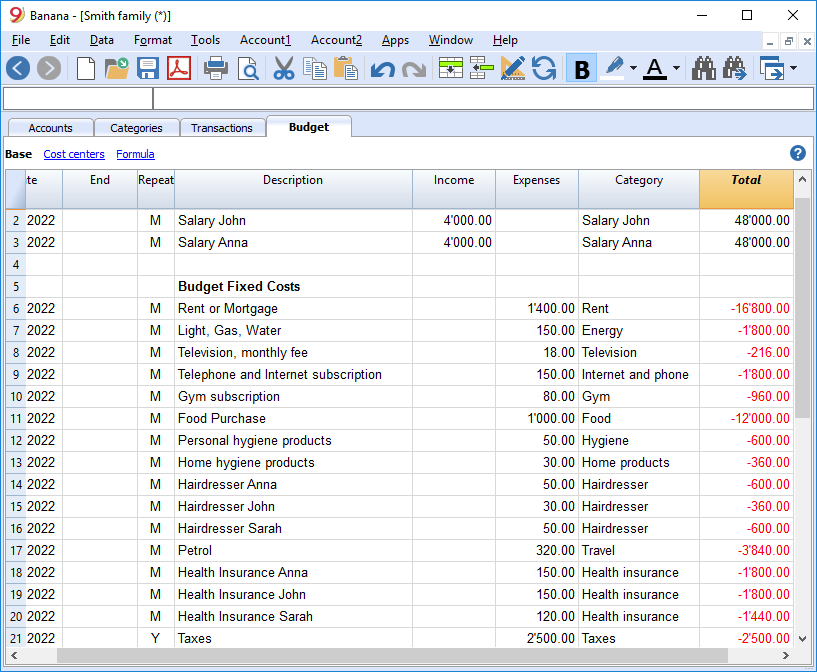 Banana - [Smith family (*)]
File Edit Data Format Tools Account1 Account2 Apps Window Help
B A
Accounts Categories Transactions Budget
Base Cost centers Formula ?
te End Repeat Description Income Expenses Category Total
2 2022 M Salary John 4'000.00 Salary John 48'000.00
3 2022 M Salary Anna 4'000.00 Salary Anna 48'000.00
4
5 Budget Fixed Costs
6 2022 M Rent or Mortgage 1'400.00 Rent -16'800.00
7 2022 M Light, Gas, Water 150.00 Energy -1'800.00
8 2022 M Television, monthly fee 18.00 Television -216.00
9 2022 M Telephone and Internet subscription 150.00 Internet and phone -1'800.00
10 2022 M Gym subscription 80.00 Gym -960.00
11 2022 M Food Purchase 1'000.00 Food -12'000.00
12 2022 M Personal hygiene products 50.00 Hygiene -600.00
13 2022 M Home hygiene products 30.00 Home products -360.00
14 2022 M Hairdresser Anna 50.00 Hairdresser -600.00
15 2022 M Hairdresser John 30.00 Hairdresser -360.00
16 2022 M Hairdresser Sarah 50.00 Hairdresser -600.00
17 2022 M Petrol 320.00 Travel -3'840.00
18 2022 M Health Insurance Anna 150.00 Health insurance -1'800.00
19 2022 M Health Insurance John 150.00 Health insurance -1'800.00
20 2022 M Health Insurance Sarah 120.00 Health insurance -1'440.00
21 2022 Y Taxes 2'500.00 Taxes -2'500.00